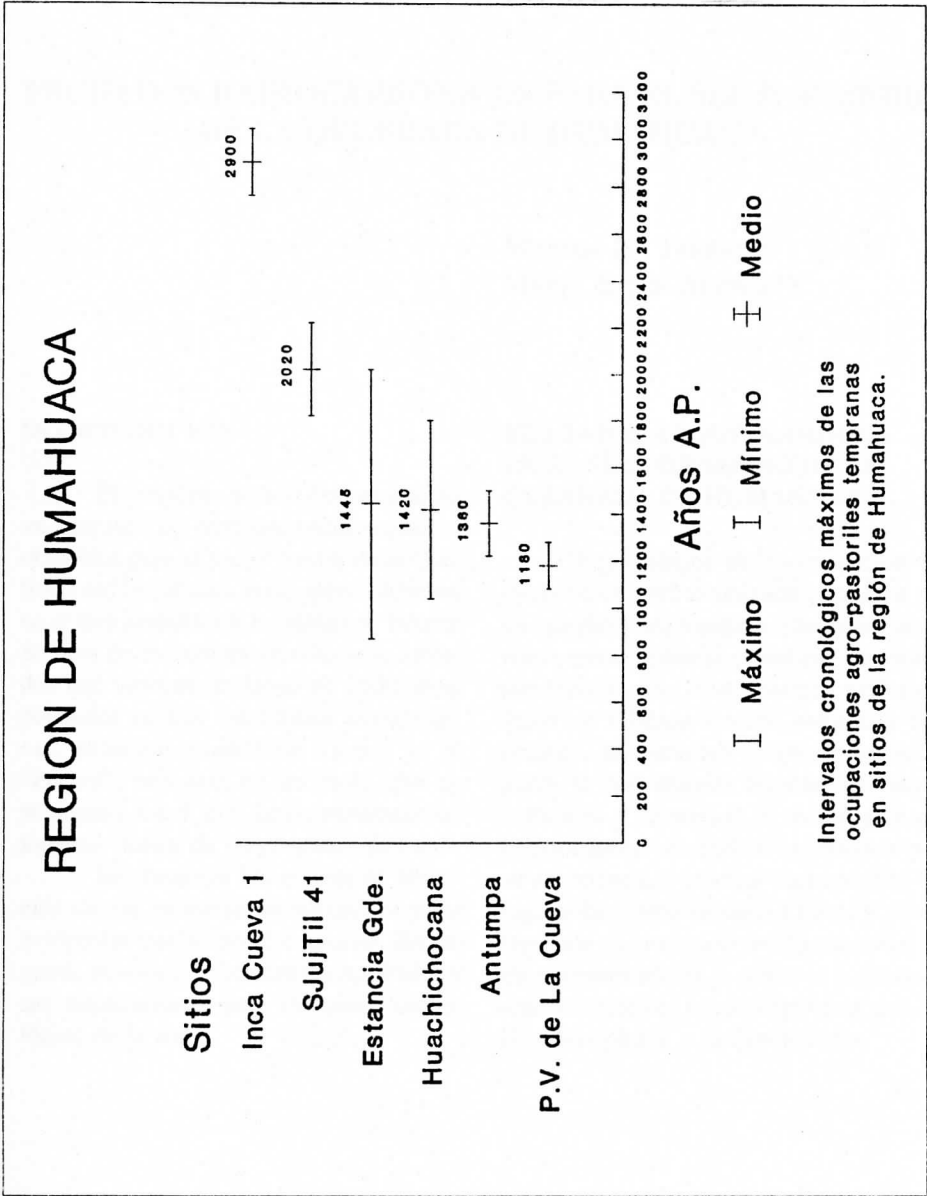 REGION DE HUMAHUACA
Sitios
Inca Cueva 1
2900
SJujTil 41
2020
Estancia Gde.
1445
Huachichocana
1420
Antumpa
1360
P.V. de La Cueva
1180
0 200 400 600 800 1000 1200 1400 1600 1800 2000 2200 2400 2600 2800 3000 3200
Años A.P.
Máximo Mínimo Medio
Intervalos cronológicos máximos de las
ocupaciones agro-pastoriles tempranas
en sitios de la región de Humahuaca.